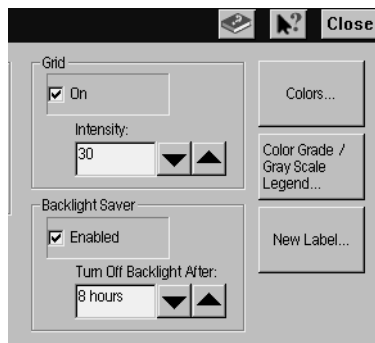 Close
Grid
On
Intensity:
30
Backlight Saver
Enabled
Turn Off Backlight After:
8 hours
Colors...
Color Grade /
Gray Scale
Legend...
New Label...